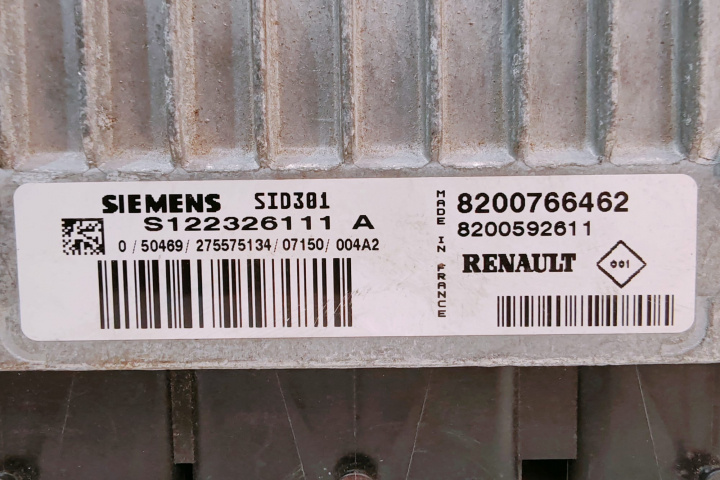 SIEMENS SID301
S122326111 A
0/50469/275575134/07150/004A2
MADE IN FRANCE
8200766462
8200592611
RENAULT 001